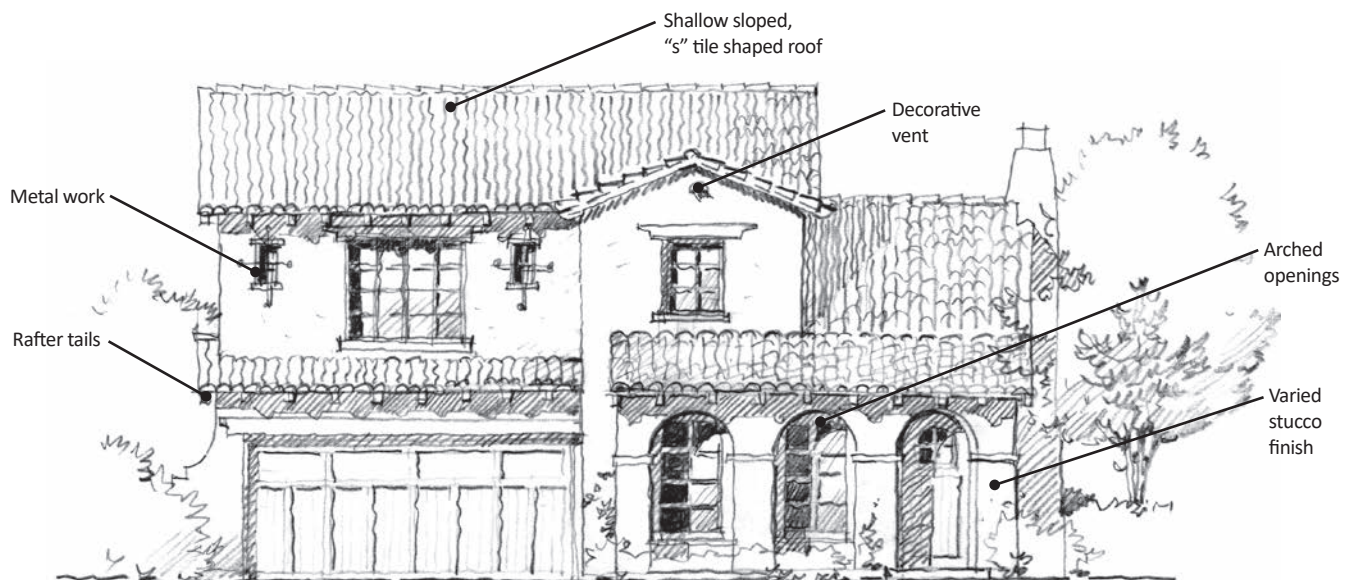 Shallow sloped,
“s” tile shaped roof
Decorative
vent
Metal work
Arched
openings
Rafter tails
Varied
stucco
finish